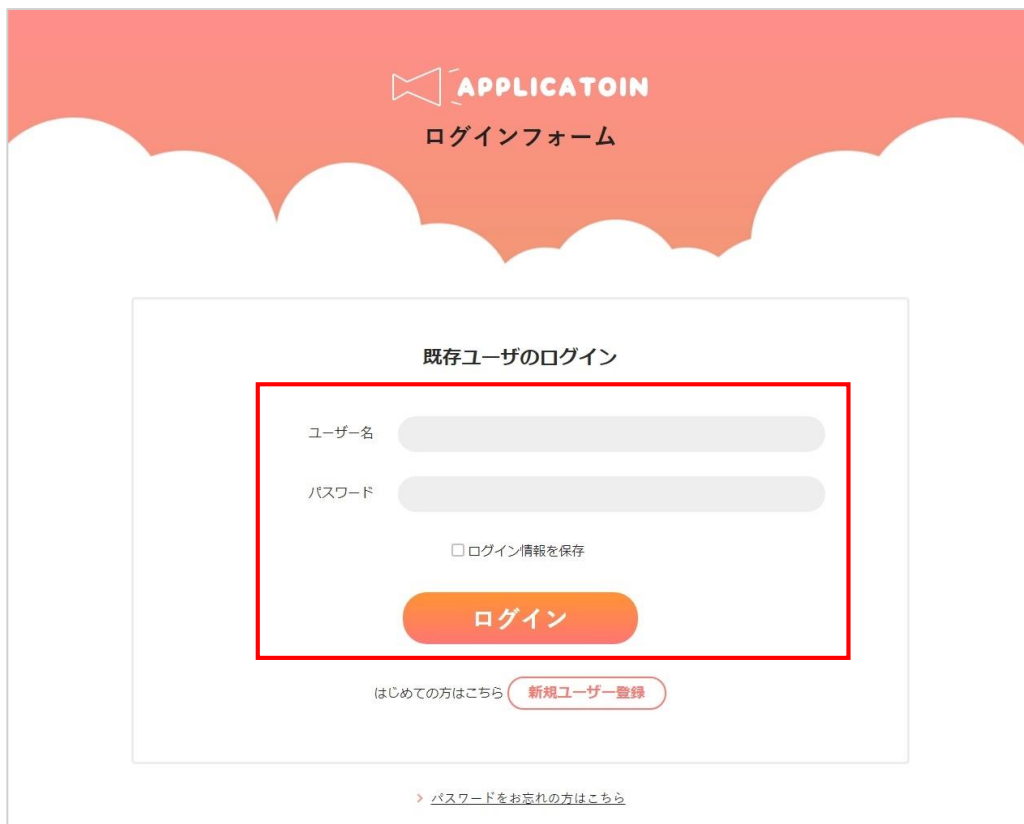 APPLICATOIN
ログインフォーム
既存ユーザのログイン
ユーザー名
パスワード
ログイン情報を保存
ログイン
はじめての方はこちら 新規ユーザー登録
> パスワードをお忘れの方はこちら